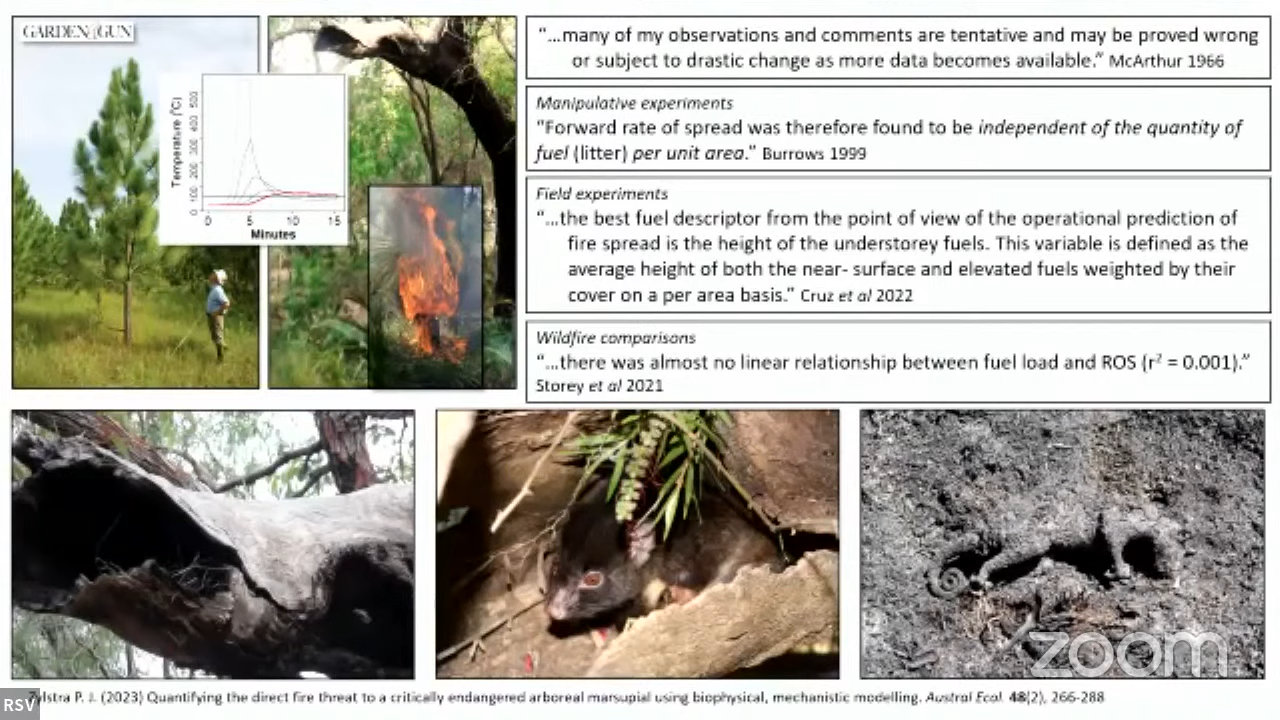 GARDEN&GUN
Temperature (°C)
0 100 200 300 400 500
0 5 10 15
Minutes
“…many of my observations and comments are tentative and may be proved wrong
or subject to drastic change as more data becomes available.” McArthur 1966
Manipulative experiments
“Forward rate of spread was therefore found to be independent of the quantity of
fuel (litter) per unit area.” Burrows 1999
Field experiments
“…the best fuel descriptor from the point of view of the operational prediction of
fire spread is the height of the understorey fuels. This variable is defined as the
average height of both the near- surface and elevated fuels weighted by their
cover on a per area basis.” Cruz et al 2022
Wildfire comparisons
“…there was almost no linear relationship between fuel load and ROS (r² = 0.001).”
Storey et al 2021
zoom
RSV
Zylstra P. J. (2023) Quantifying the direct fire threat to a critically endangered arboreal marsupial using biophysical, mechanistic modelling. Austral Ecol. 48(2), 266-288